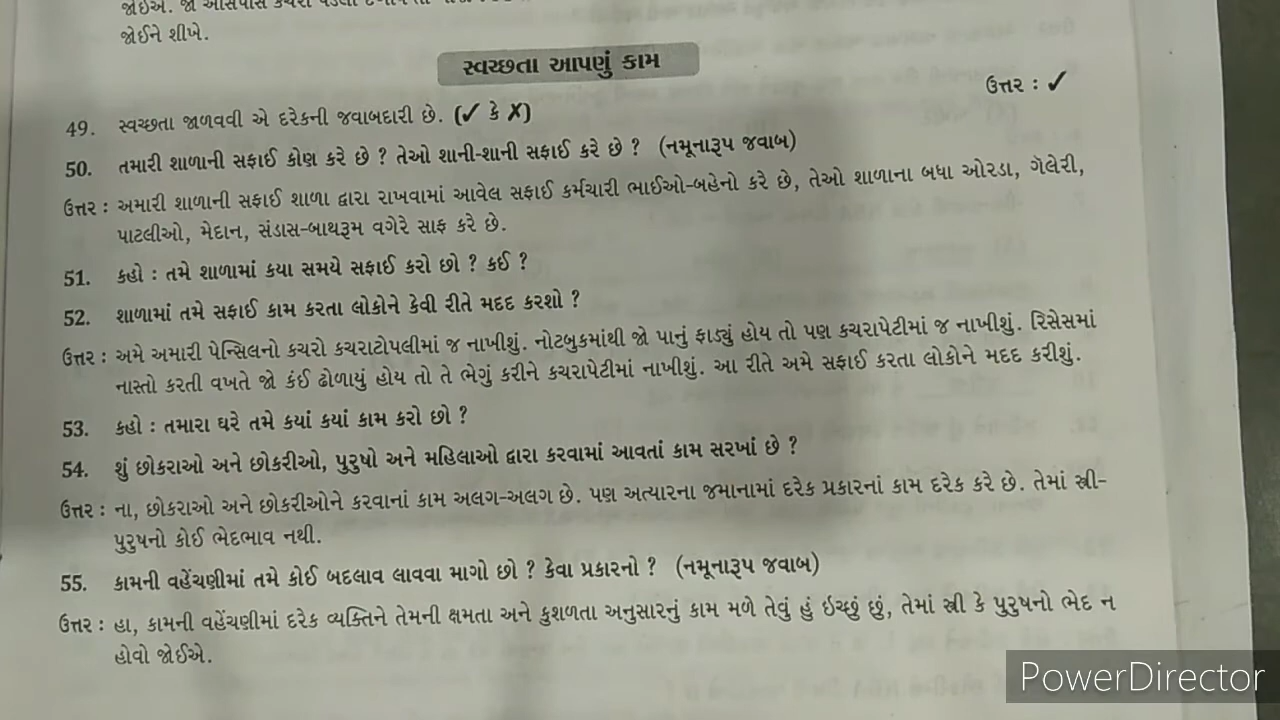 જોઈએ. જો આસપાસ કચરો
જોઈને શીખે.
સ્વચ્છતા આપણું કામ
49. સ્વચ્છતા જાળવવી એ દરેકની જવાબદારી છે. (✓ કે ✗) ઉત્તર : ✓
50. તમારી શાળાની સફાઈ કોણ કરે છે ? તેઓ શાની-શાની સફાઈ કરે છે ? (નમૂનારૂપ જવાબ)
ઉત્તર : અમારી શાળાની સફાઈ શાળા દ્વારા રાખવામાં આવેલ સફાઈ કર્મચારી ભાઈઓ-બહેનો કરે છે, તેઓ શાળાના બધા ઓરડા, ગૅલેરી,
પાટલીઓ, મેદાન, સંડાસ-બાથરૂમ વગેરે સાફ કરે છે.
51. કહો : તમે શાળામાં કયા સમયે સફાઈ કરો છો ? કઈ ?
52. શાળામાં તમે સફાઈ કામ કરતા લોકોને કેવી રીતે મદદ કરશો ?
ઉત્તર : અમે અમારી પેન્સિલનો કચરો કચરાટોપલીમાં જ નાખીશું. નોટબુકમાંથી જો પાનું ફાડ્યું હોય તો પણ કચરાપેટીમાં જ નાખીશું. રિસેસમાં
નાસ્તો કરતી વખતે જો કંઈ ઢોળાયું હોય તો તે ભેગું કરીને કચરાપેટીમાં નાખીશું. આ રીતે અમે સફાઈ કરતા લોકોને મદદ કરીશું.
53. કહો : તમારા ઘરે તમે કયાં કયાં કામ કરો છો ?
54. શું છોકરાઓ અને છોકરીઓ, પુરુષો અને મહિલાઓ દ્વારા કરવામાં આવતાં કામ સરખાં છે ?
ઉત્તર : ના, છોકરાઓ અને છોકરીઓને કરવાનાં કામ અલગ-અલગ છે. પણ અત્યારના જમાનામાં દરેક પ્રકારનાં કામ દરેક કરે છે. તેમાં સ્ત્રી-
પુરુષનો કોઈ ભેદભાવ નથી.
55. કામની વહેંચણીમાં તમે કોઈ બદલાવ લાવવા માગો છો ? કેવા પ્રકારનો ? (નમૂનારૂપ જવાબ)
ઉત્તર : હા, કામની વહેંચણીમાં દરેક વ્યક્તિને તેમની ક્ષમતા અને કુશળતા અનુસારનું કામ મળે તેવું હું ઇચ્છું છું, તેમાં સ્ત્રી કે પુરુષનો ભેદ ન
હોવો જોઈએ.
PowerDirector